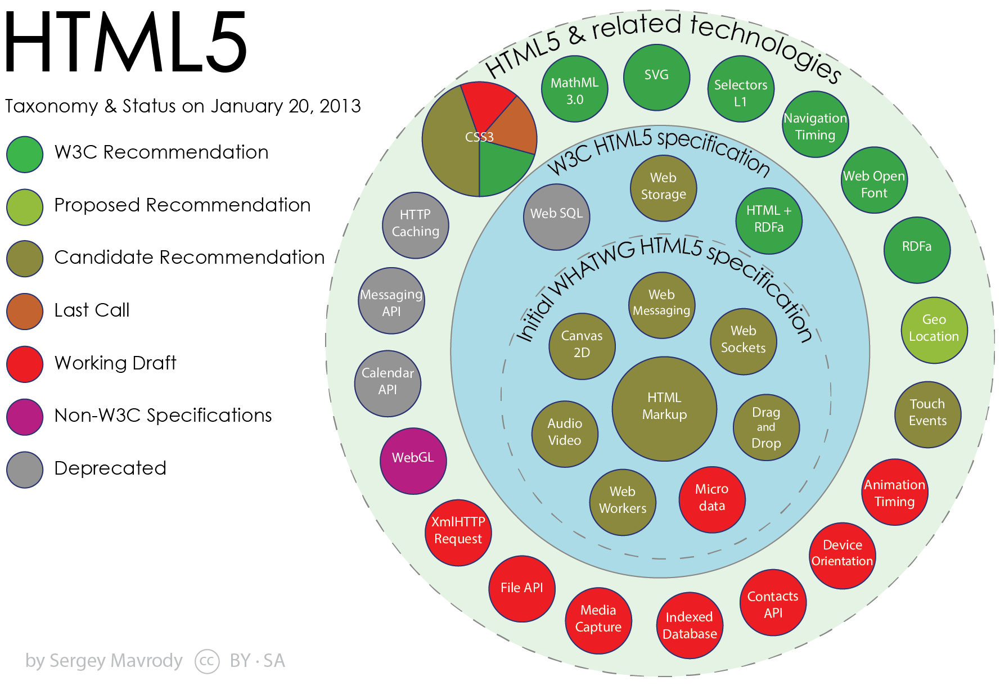 HTML5
Taxonomy & Status on January 20, 2013
W3C Recommendation
Proposed Recommendation
Candidate Recommendation
Last Call
Working Draft
Non-W3C Specifications
Deprecated
HTML5 & related technologies
CSS3
MathML
3.0
SVG
Selectors
L1
Navigation
Timing
Web Open
Font
RDFa
Geo
Location
Touch
Events
Animation
Timing
Device
Orientation
Contacts
API
Indexed
Database
Media
Capture
File API
XmlHTTP
Request
WebGL
Calendar
API
Messaging
API
HTTP
Caching
W3C HTML5 specification
Web SQL
Web
Storage
HTML +
RDFa
Initial WHATWG HTML5 specification
Web
Messaging
Canvas
2D
Web
Sockets
HTML
Markup
Audio
Video
Drag
and
Drop
Web
Workers
Micro
data
by Sergey Mavrody cc BY · SA